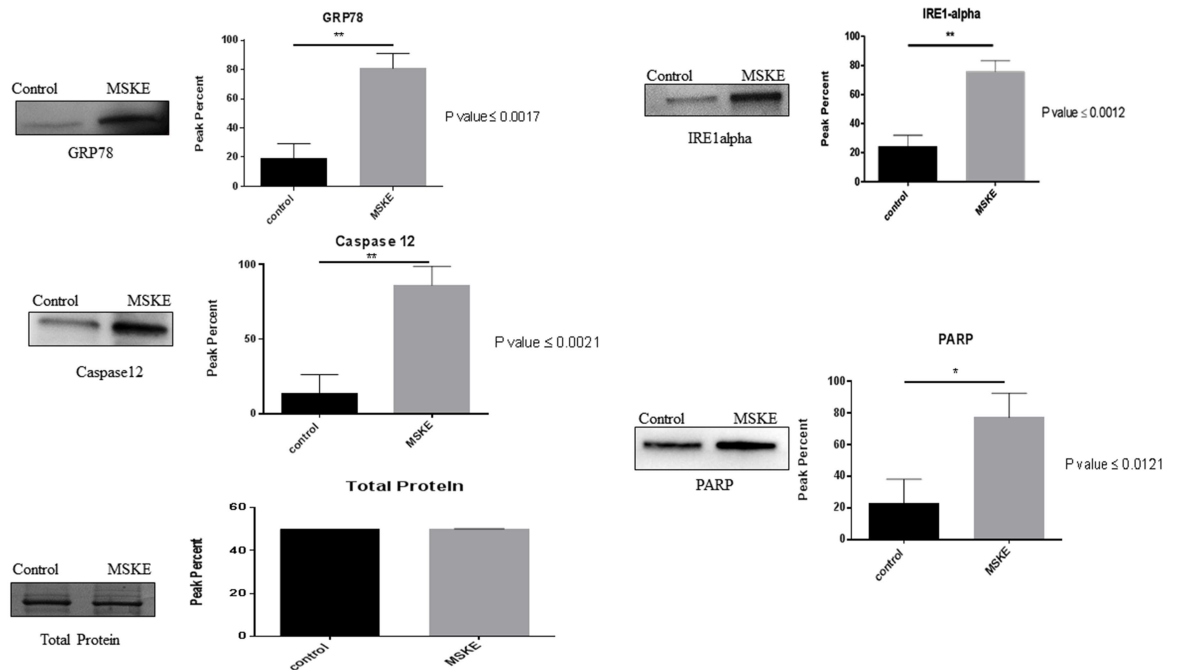 GRP78
**
Control MSKE
GRP78
Peak Percent
100
80
60
40
20
0
control
MSKE
P value ≤ 0.0017
IRE1-alpha
**
Control MSKE
IRE1alpha
Peak Percent
100
80
60
40
20
0
control
MSKE
P value ≤ 0.0012
Caspase 12
**
Control MSKE
Caspase12
Peak Percent
100
50
0
control
MSKE
P value ≤ 0.0021
PARP
*
Control MSKE
PARP
Peak Percent
100
80
60
40
20
0
control
MSKE
P value ≤ 0.0121
Total Protein
Control MSKE
Total Protein
Peak Percent
60
40
20
0
control
MSKE